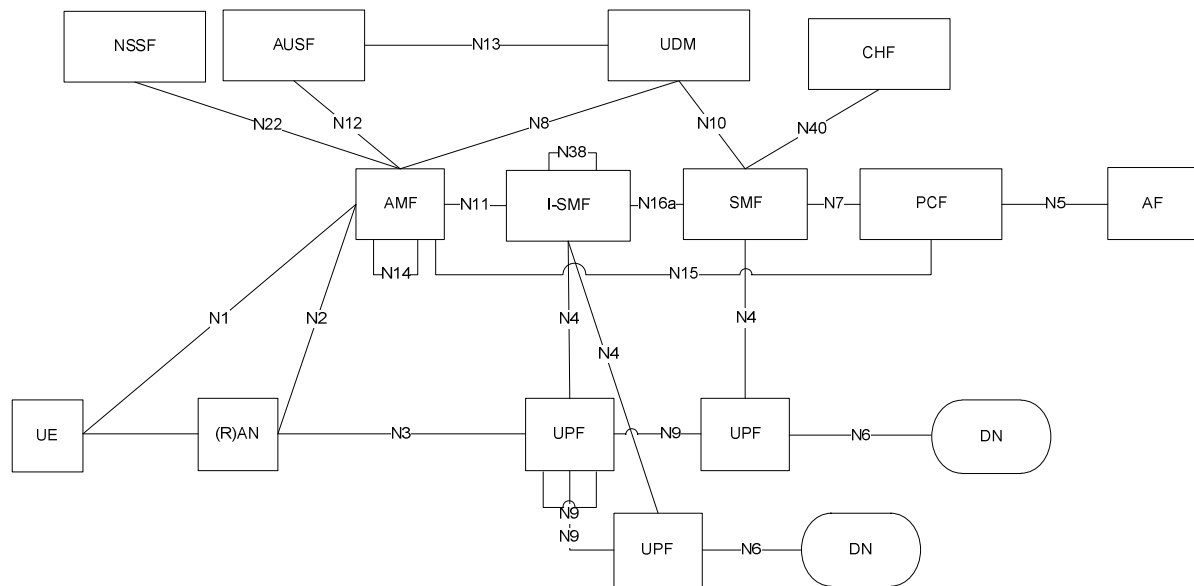 NSSF
AUSF
N13
UDM
CHF
N22
N12
N8
N10
N40
N38
AMF
N11
I-SMF
N16a
SMF
N7
PCF
N5
AF
N14
N15
N1
N2
N4
N4
N4
UE
(R)AN
N3
UPF
N9
UPF
N6
DN
N9
N9
UPF
N6
DN